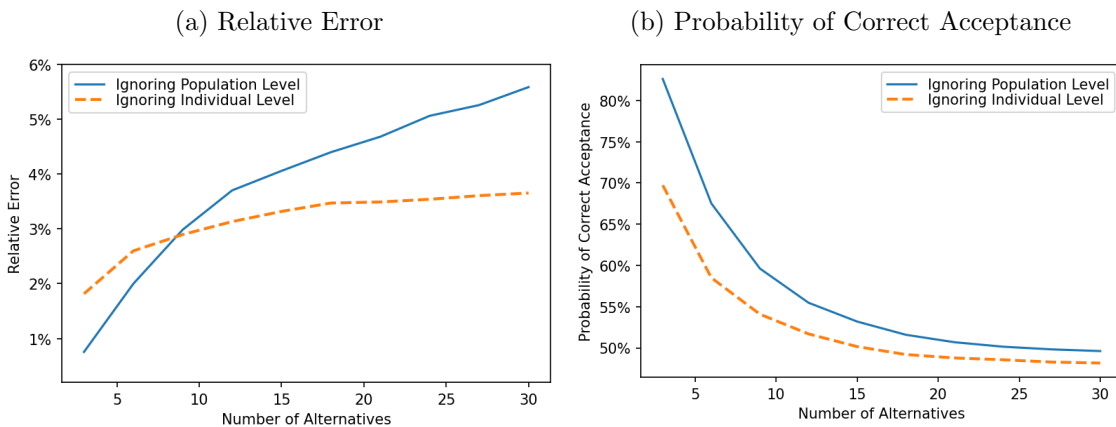 (a) Relative Error
6%
5%
4%
3%
2%
1%
Relative Error
Ignoring Population Level
Ignoring Individual Level
5 10 15 20 25 30
Number of Alternatives
(b) Probability of Correct Acceptance
80%
75%
70%
65%
60%
55%
50%
Probability of Correct Acceptance
Ignoring Population Level
Ignoring Individual Level
5 10 15 20 25 30
Number of Alternatives